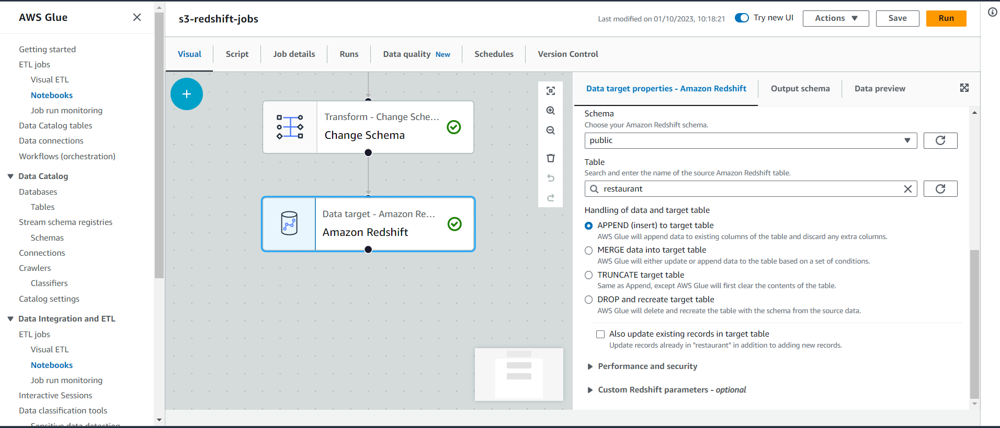 AWS Glue
Getting started
ETL jobs
Visual ETL
Notebooks
Job run monitoring
Data Catalog tables
Data connections
Workflows (orchestration)
Data Catalog
Databases
Tables
Stream schema registries
Schemas
Connections
Crawlers
Classifiers
Catalog settings
Data Integration and ETL
ETL jobs
Visual ETL
Notebooks
Job run monitoring
Interactive Sessions
Data classification tools
Sensitive data detection
s3-redshift-jobs
Last modified on 01/10/2023, 10:18:21
Try new UI
Actions
Save
Run
Visual
Script
Job details
Runs
Data quality New
Schedules
Version Control
Transform - Change Sche...
Change Schema
Data target - Amazon Re...
Amazon Redshift
Data target properties - Amazon Redshift
Output schema
Data preview
Schema
Choose your Amazon Redshift schema.
public
Table
Search and enter the name of the source Amazon Redshift table.
restaurant
Handling of data and target table
APPEND (insert) to target table
AWS Glue will append data to existing columns of the table and discard any extra columns.
MERGE data into target table
AWS Glue will either update or append data to the table based on a set of conditions.
TRUNCATE target table
Same as Append, except AWS Glue will first clear the contents of the table.
DROP and recreate target table
AWS Glue will delete and recreate the table with the schema from the source data.
Also update existing records in target table
Update records already in "restaurant" in addition to adding new records.
Performance and security
Custom Redshift parameters - optional